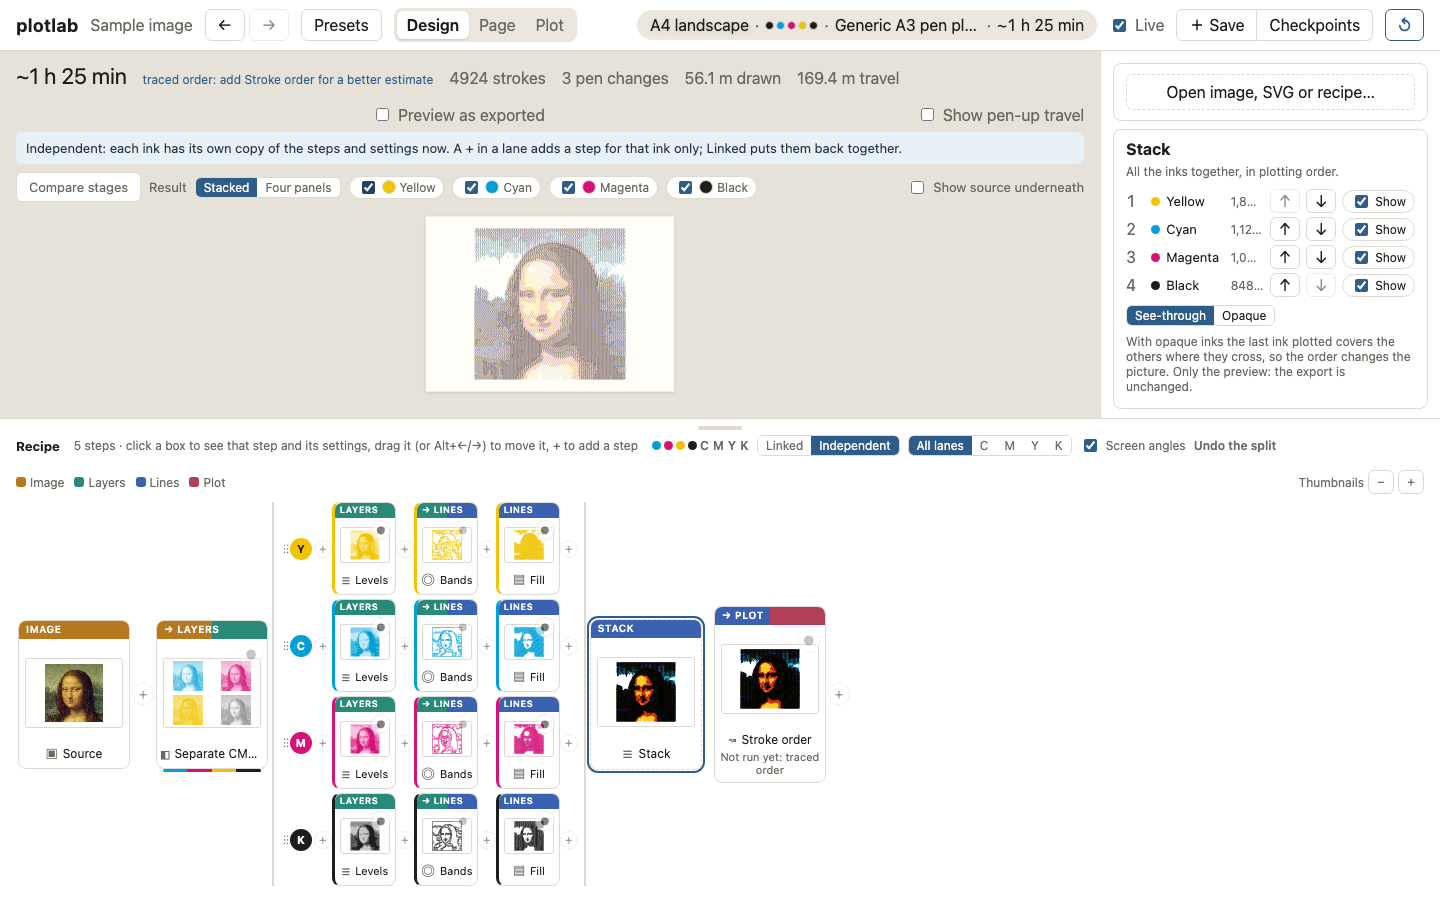 plotlab Sample image ← → Presets Design Page Plot A4 landscape · · Generic A3 pen pl... · ~1 h 25 min Live + Save Checkpoints
~1 h 25 min traced order: add Stroke order for a better estimate 4924 strokes 3 pen changes 56.1 m drawn 169.4 m travel
Preview as exported Show pen-up travel
Independent: each ink has its own copy of the steps and settings now. A + in a lane adds a step for that ink only; Linked puts them back together.
Compare stages Result Stacked Four panels Yellow Cyan Magenta Black Show source underneath
Open image, SVG or recipe...
Stack
All the inks together, in plotting order.
1 Yellow 1,8... ↑ ↓ Show
2 Cyan 1,12... ↑ ↓ Show
3 Magenta 1,0... ↑ ↓ Show
4 Black 848... ↑ ↓ Show
See-through Opaque
With opaque inks the last ink plotted covers the
others where they cross, so the order changes the
picture. Only the preview: the export is
unchanged.
Recipe 5 steps · click a box to see that step and its settings, drag it (or Alt+←/→) to move it, + to add a step C M Y K Linked Independent All lanes C M Y K Screen angles Undo the split
Image Layers Lines Plot Thumbnails − +
LAYERS → LINES LINES
Y + + + +
Levels Bands Fill
LAYERS → LINES LINES
C + + + +
Levels Bands Fill
IMAGE → LAYERS STACK → PLOT
+ +
Source Separate CM... Stack Stroke order
Not run yet: traced
order
LAYERS → LINES LINES
M + + + +
Levels Bands Fill
LAYERS → LINES LINES
K + + + +
Levels Bands Fill